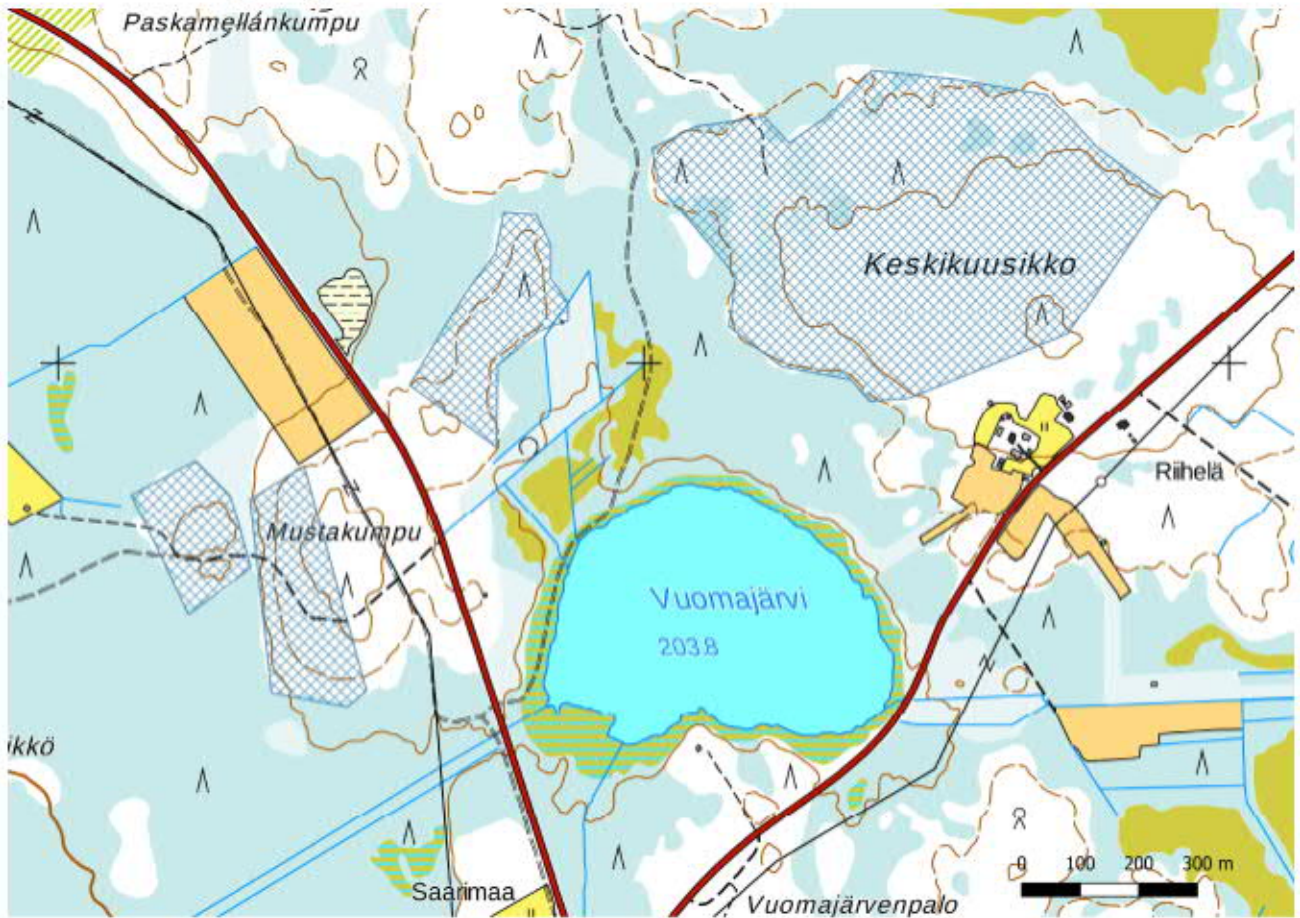 Paskamellánkumpu
Keskikuusikko
Riihelä
Mustakumpu
Vuomajärvi
203.8
ikkö
Saarimaa
0 100 200 300 m
Vuomajärvenpalo